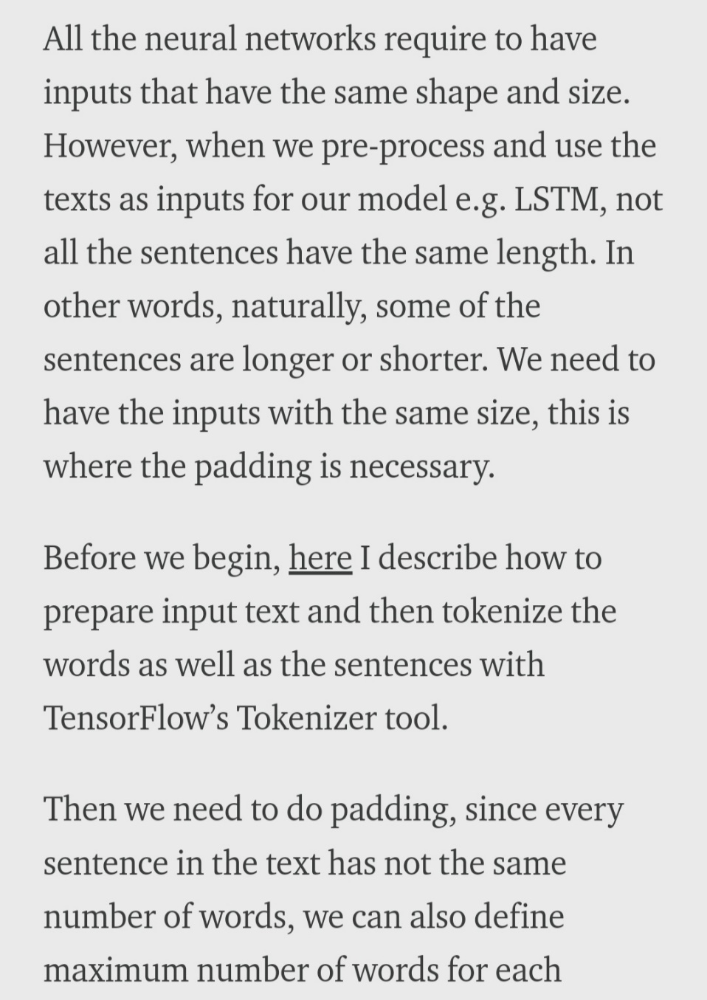 All the neural networks require to have
inputs that have the same shape and size.
However, when we pre-process and use the
texts as inputs for our model e.g. LSTM, not
all the sentences have the same length. In
other words, naturally, some of the
sentences are longer or shorter. We need to
have the inputs with the same size, this is
where the padding is necessary.
Before we begin, here I describe how to
prepare input text and then tokenize the
words as well as the sentences with
TensorFlow’s Tokenizer tool.
Then we need to do padding, since every
sentence in the text has not the same
number of words, we can also define
maximum number of words for each